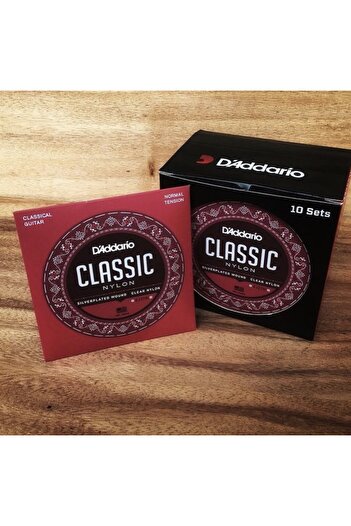 CLASSICAL
GUITAR
NORMAL
TENSION
D'Addario
CLASSIC
NYLON
SILVERPLATED WOUND CLEAR NYLON
D'Addario
10 Sets
D'Addario
CLASSIC
NYLON
SILVERPLATED WOUND CLEAR NYLON